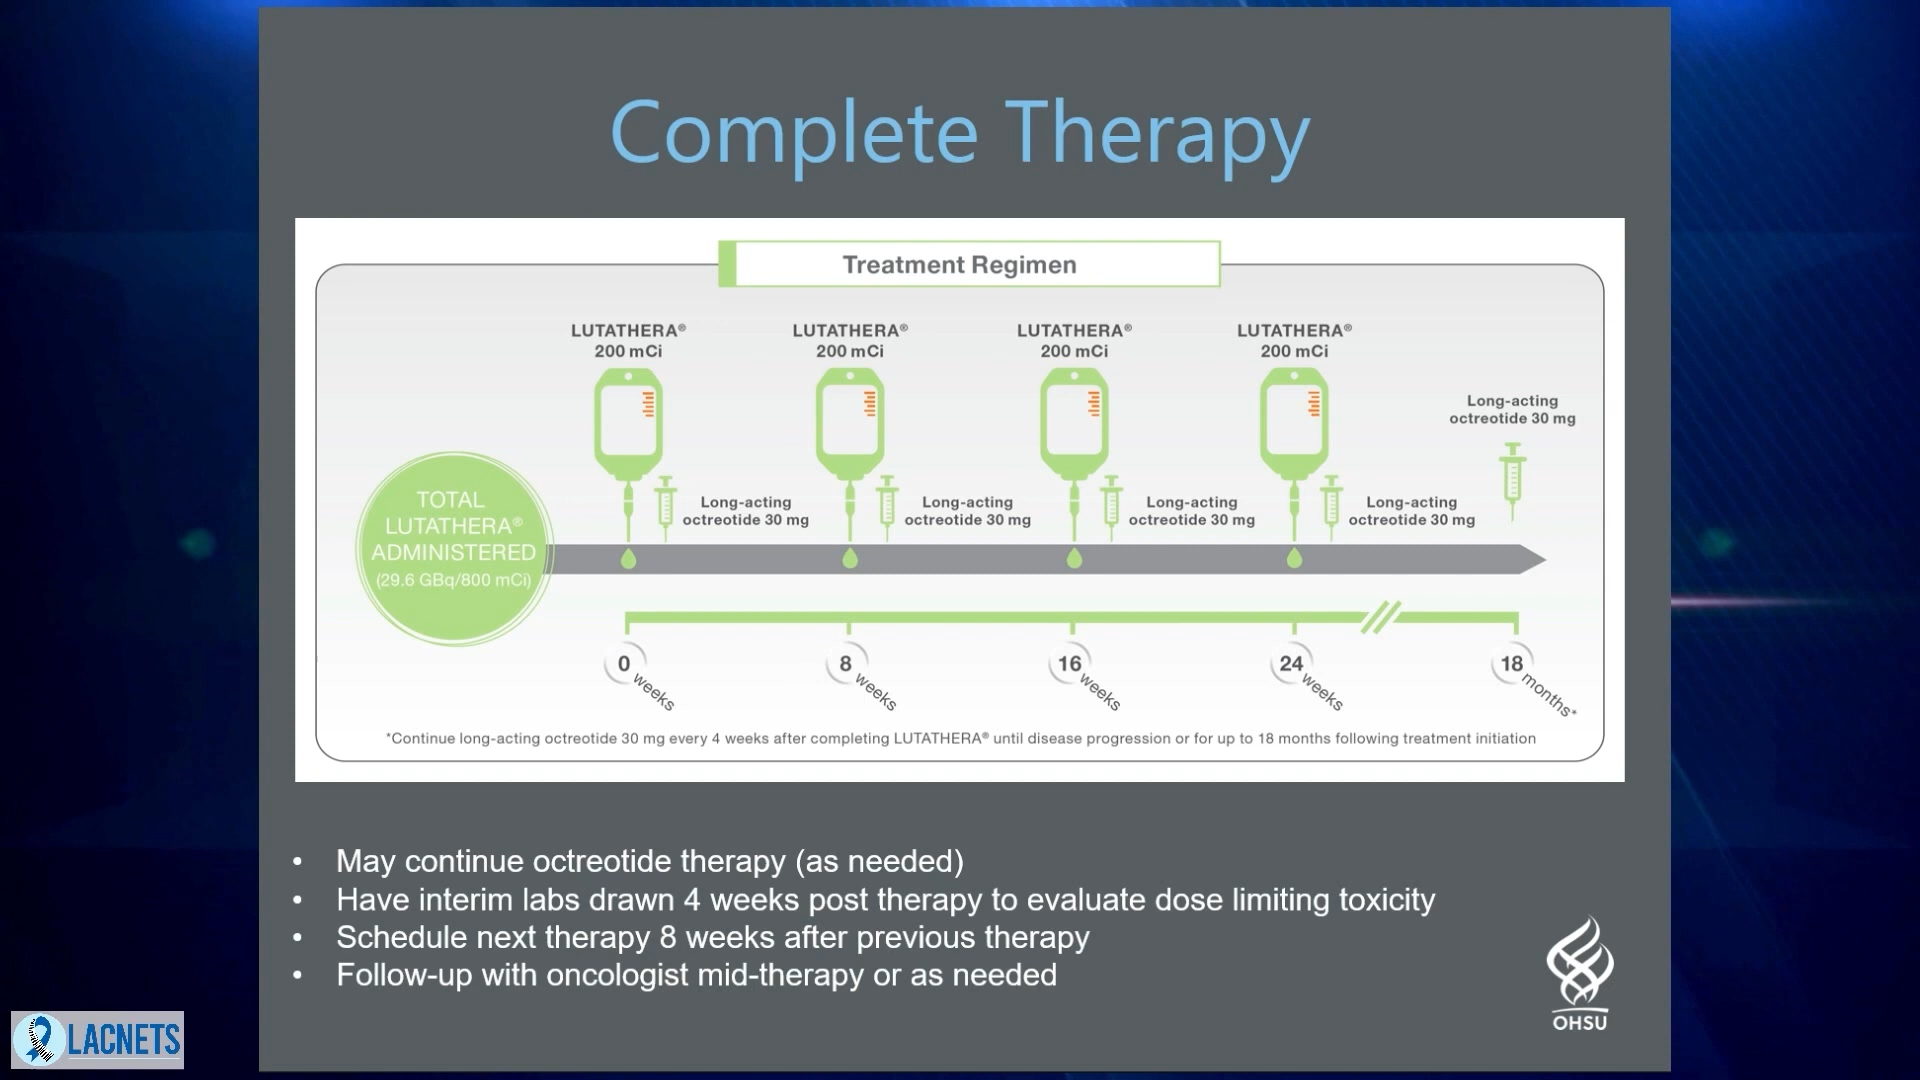 Complete Therapy
Treatment Regimen
LUTATHERA®
200 mCi
LUTATHERA®
200 mCi
LUTATHERA®
200 mCi
LUTATHERA®
200 mCi
Long-acting
octreotide 30 mg
TOTAL
LUTATHERA®
ADMINISTERED
(29.6 GBq/800 mCi)
Long-acting
octreotide 30 mg
Long-acting
octreotide 30 mg
Long-acting
octreotide 30 mg
Long-acting
octreotide 30 mg
0 weeks
8 weeks
16 weeks
24 weeks
18 months*
*Continue long-acting octreotide 30 mg every 4 weeks after completing LUTATHERA® until disease progression or for up to 18 months following treatment initiation
• May continue octreotide therapy (as needed)
• Have interim labs drawn 4 weeks post therapy to evaluate dose limiting toxicity
• Schedule next therapy 8 weeks after previous therapy
• Follow-up with oncologist mid-therapy or as needed
OHSU
LACNETS